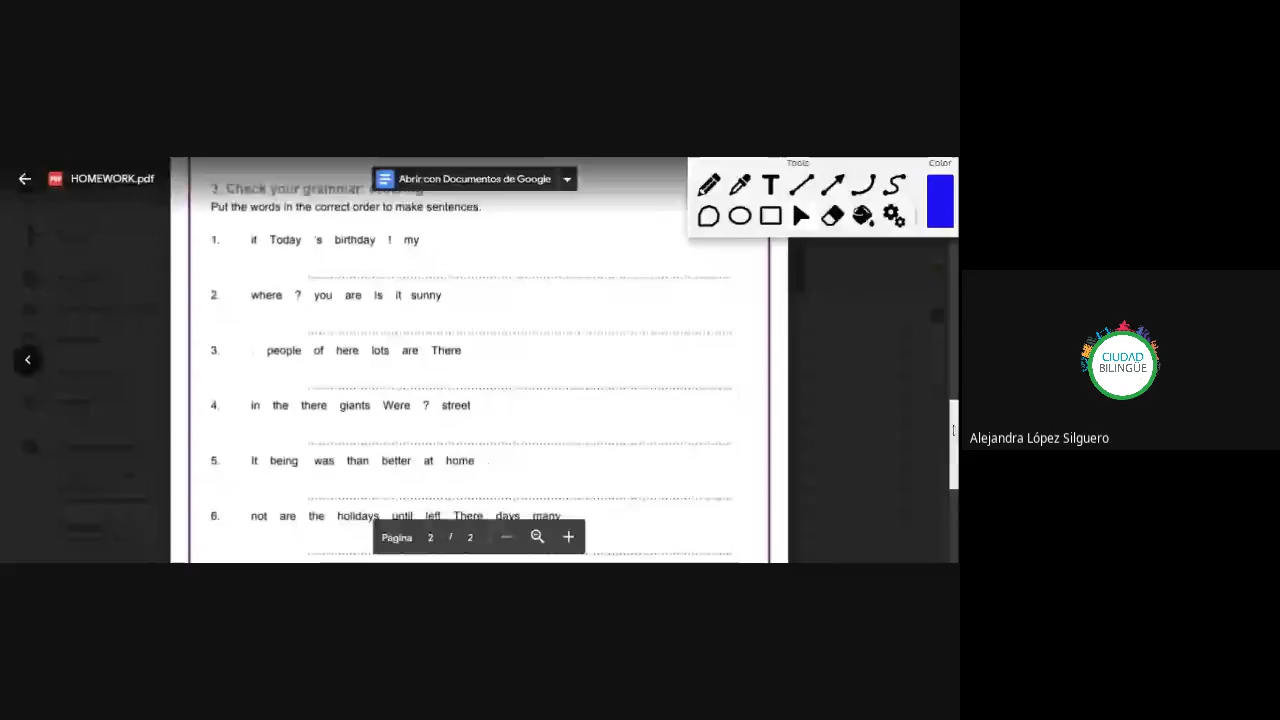 HOMEWORK.pdf
Abrir con Documentos de Google
Tools
Color
3. Check your grammar:
Put the words in the correct order to make sentences.
1. it Today 's birthday ! my
2. where ? you are Is it sunny
3. people of here lots are There
4. in the there giants Were ? street
5. It being was than better at home
6. not are the holidays until left There days many
Página 2 / 2
CIUDAD
BILINGÜE
Alejandra López Silguero